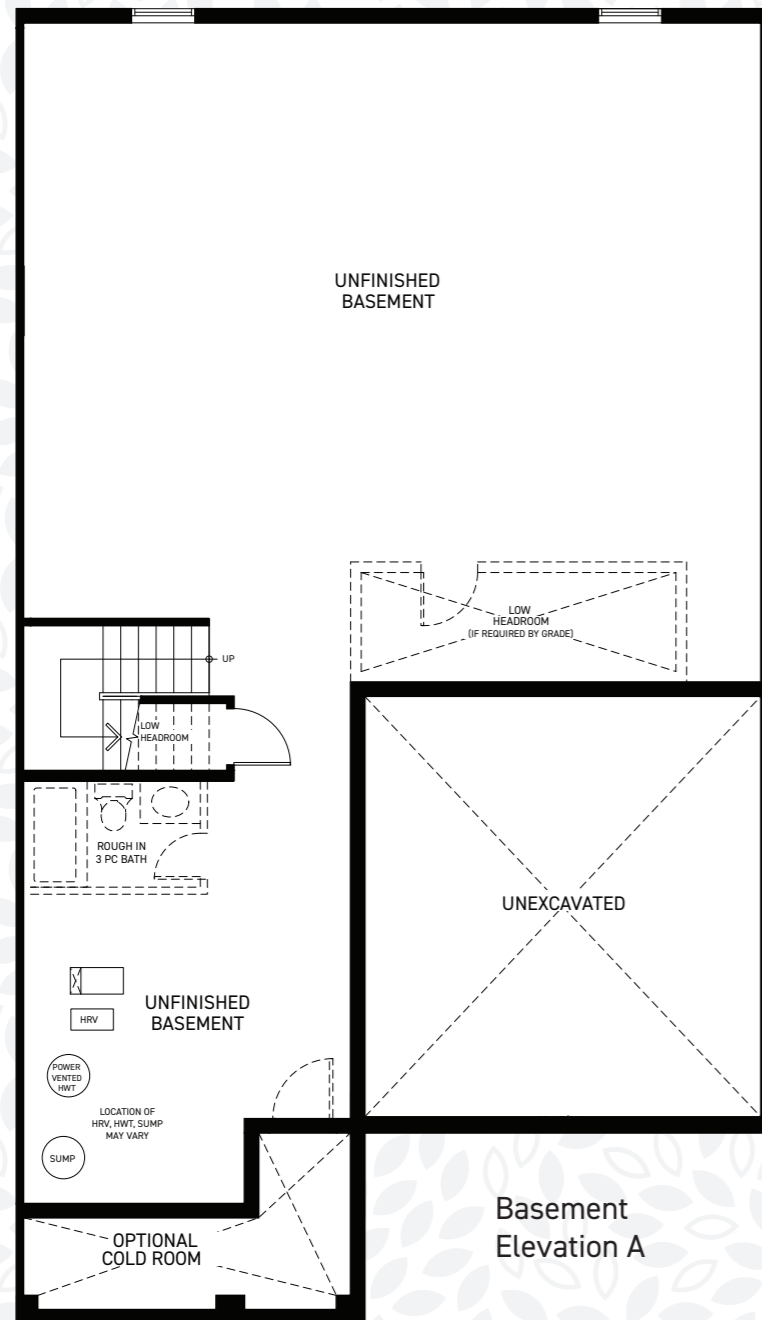 UNFINISHED
BASEMENT
LOW
HEADROOM
(IF REQUIRED BY GRADE)
UP
LOW
HEADROOM
ROUGH IN
3 PC BATH
UNEXCAVATED
UNFINISHED
BASEMENT
HRV
POWER
VENTED
HWT
LOCATION OF
HRV, HWT, SUMP
MAY VARY
SUMP
OPTIONAL
COLD ROOM
Basement
Elevation A